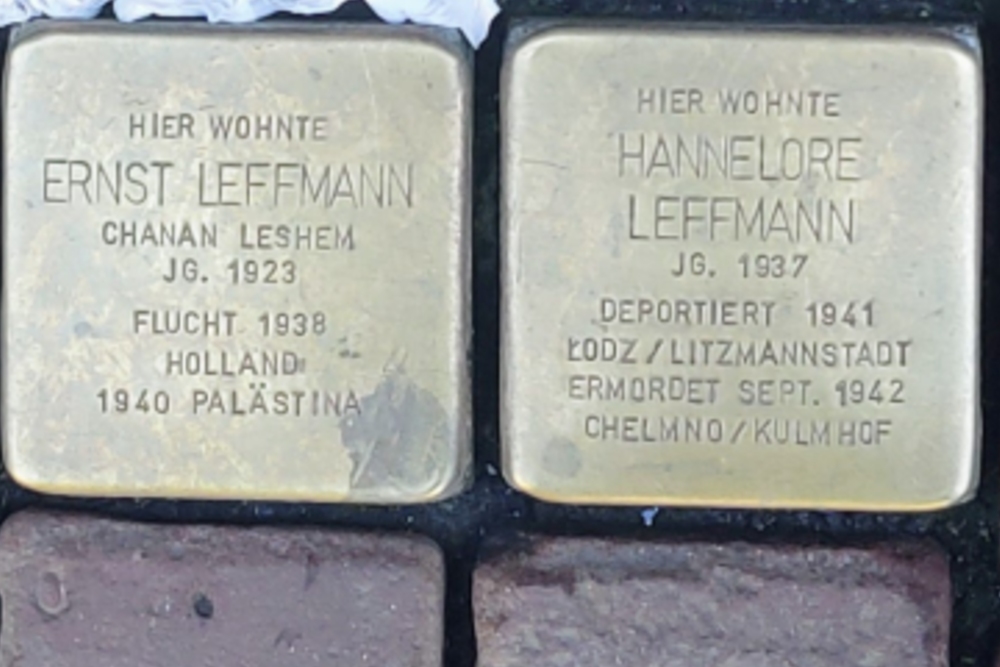 HIER WOHNTE
ERNST LEFFMANN
CHANAN LESHEM
JG. 1923
FLUCHT 1938
HOLLAND
1940 PALÄSTINA
HIER WOHNTE
HANNELORE
LEFFMANN
JG. 1937
DEPORTIERT 1941
ŁODZ/LITZMANNSTADT
ERMORDET SEPT. 1942
CHELMNO/KULMHOF